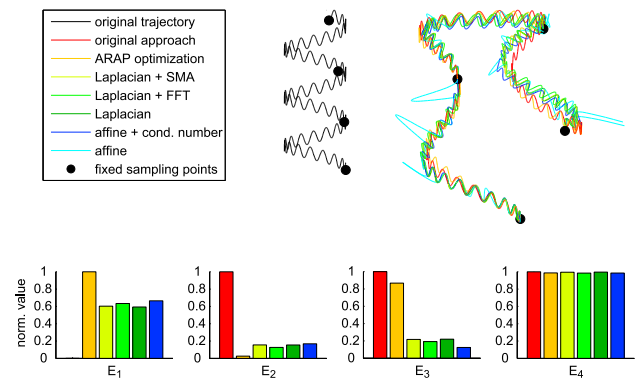 original trajectory
original approach
ARAP optimization
Laplacian + SMA
Laplacian + FFT
Laplacian
affine + cond. number
affine
fixed sampling points
norm. value
1
0.8
0.6
0.4
0.2
0
E1
1
0.8
0.6
0.4
0.2
0
E2
1
0.8
0.6
0.4
0.2
0
E3
1
0.8
0.6
0.4
0.2
0
E4